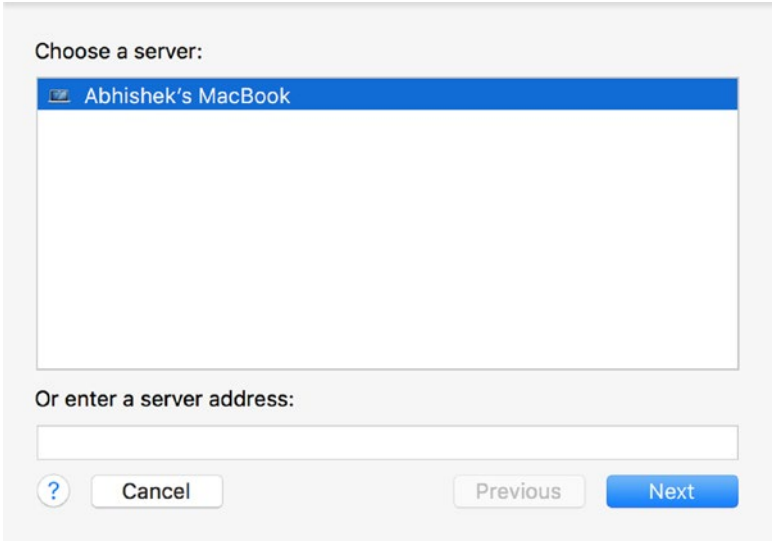 Choose a server:
Abhishek's MacBook
Or enter a server address:
? Cancel Previous Next